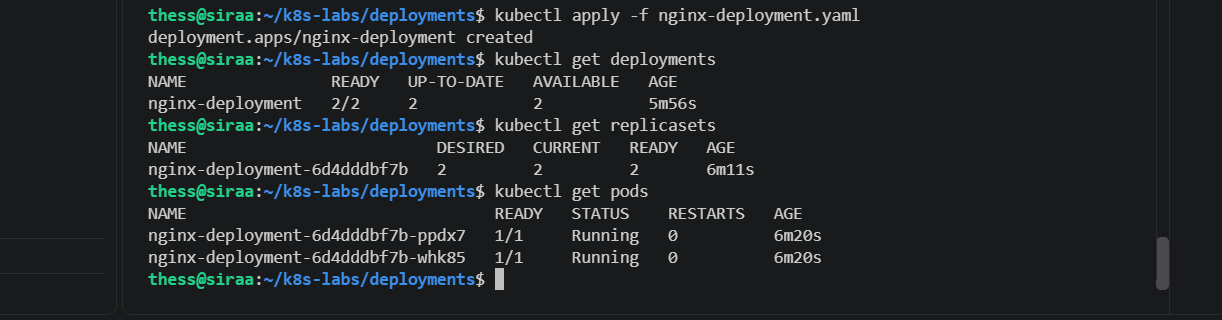 thess@siraa:~/k8s-labs/deployments$ kubectl apply -f nginx-deployment.yaml
deployment.apps/nginx-deployment created
thess@siraa:~/k8s-labs/deployments$ kubectl get deployments
NAME               READY   UP-TO-DATE   AVAILABLE   AGE
nginx-deployment   2/2     2            2           5m56s
thess@siraa:~/k8s-labs/deployments$ kubectl get replicasets
NAME                          DESIRED   CURRENT   READY   AGE
nginx-deployment-6d4dddbf7b   2         2         2       6m11s
thess@siraa:~/k8s-labs/deployments$ kubectl get pods
NAME                                READY   STATUS    RESTARTS   AGE
nginx-deployment-6d4dddbf7b-ppdx7   1/1     Running   0          6m20s
nginx-deployment-6d4dddbf7b-whk85   1/1     Running   0          6m20s
thess@siraa:~/k8s-labs/deployments$